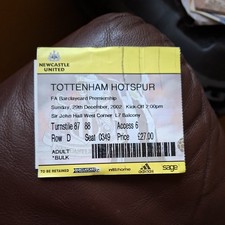 NEWCASTLE
UNITED
TOTTENHAM HOTSPUR
FA Barclaycard Premiership
Sunday, 29th December, 2002 Kick-Off 2:00pm
Sir John Hall West Corner L7 Balcony
Turnstile 87 88 Access 6
Row D Seat 0349 Price £27.00
ADULT
*BULK
TO BE RETAINED
ntl:home
adidas
sage